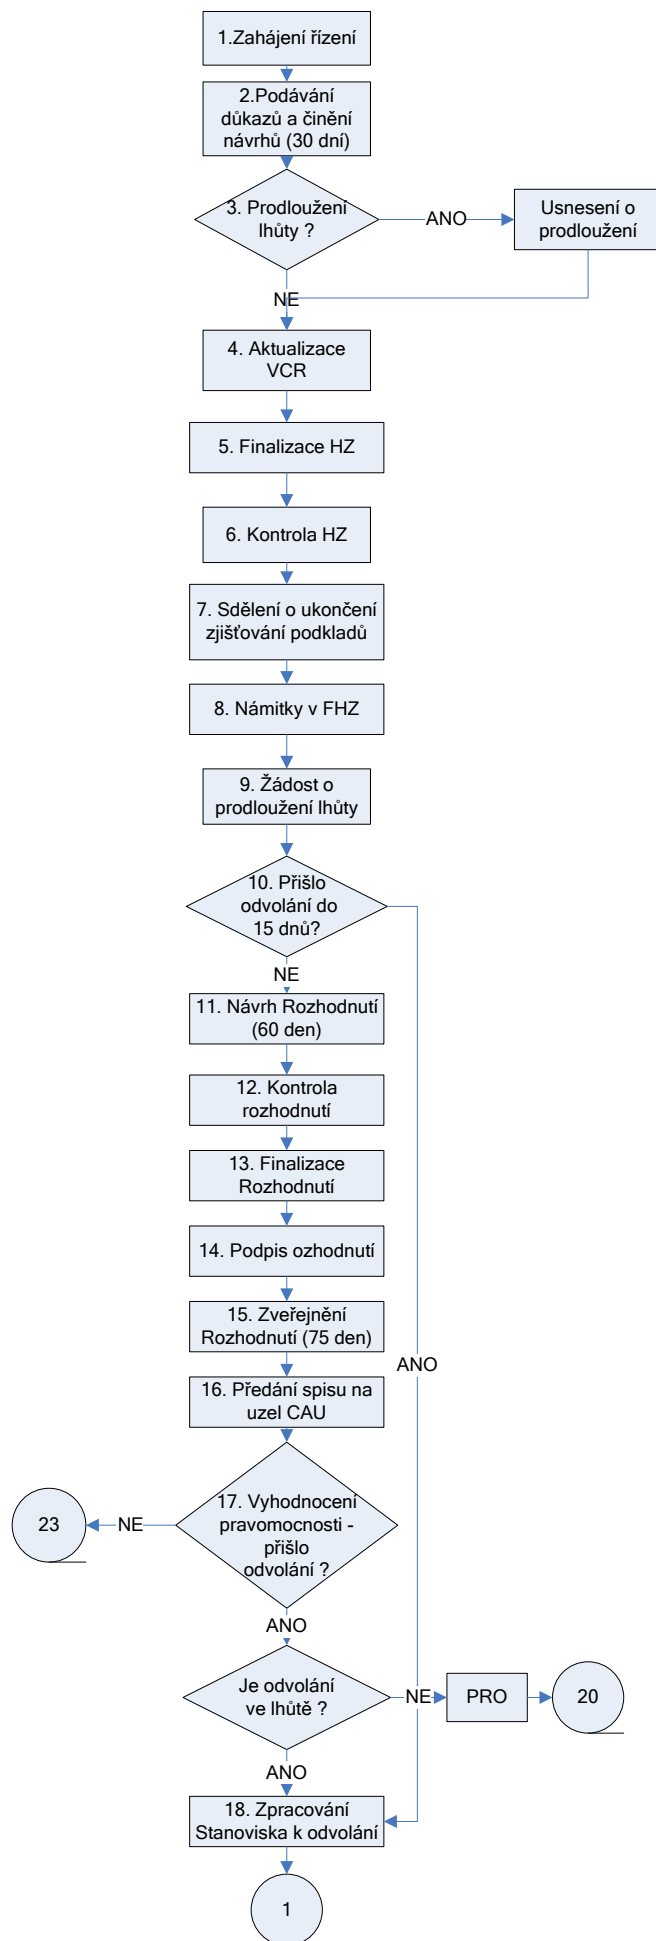 1.Zahájení řízení
2.Podávání
důkazů a činění
návrhů (30 dní)
3. Prodloužení
lhůty ?
ANO
Usnesení o
prodloužení
NE
4. Aktualizace
VCR
5. Finalizace HZ
6. Kontrola HZ
7. Sdělení o ukončení
zjišťování podkladů
8. Námitky v FHZ
9. Žádost o
prodloužení lhůty
10. Přišlo
odvolání do
15 dnů?
NE
11. Návrh Rozhodnutí
(60 den)
12. Kontrola
rozhodnutí
13. Finalizace
Rozhodnutí
14. Podpis ozhodnutí
15. Zveřejnění
Rozhodnutí (75 den)
ANO
16. Předání spisu na
uzel CAU
17. Vyhodnocení
pravomocnosti -
přišlo
odvolání ?
NE
23
ANO
Je odvolání
ve lhůtě ?
NE
PRO
20
ANO
18. Zpracování
Stanoviska k odvolání
1